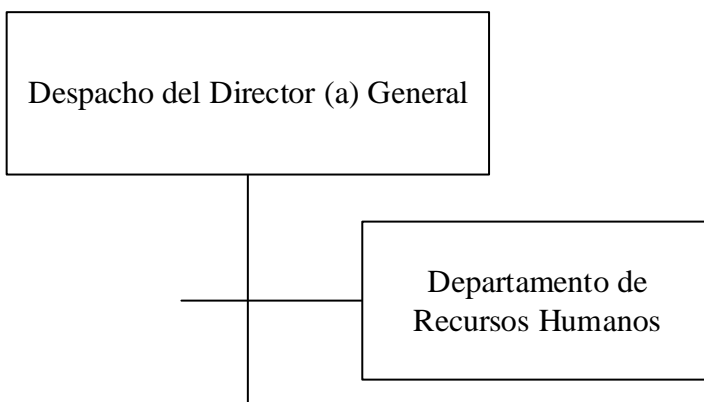 Despacho del Director (a) General
Departamento de
Recursos Humanos